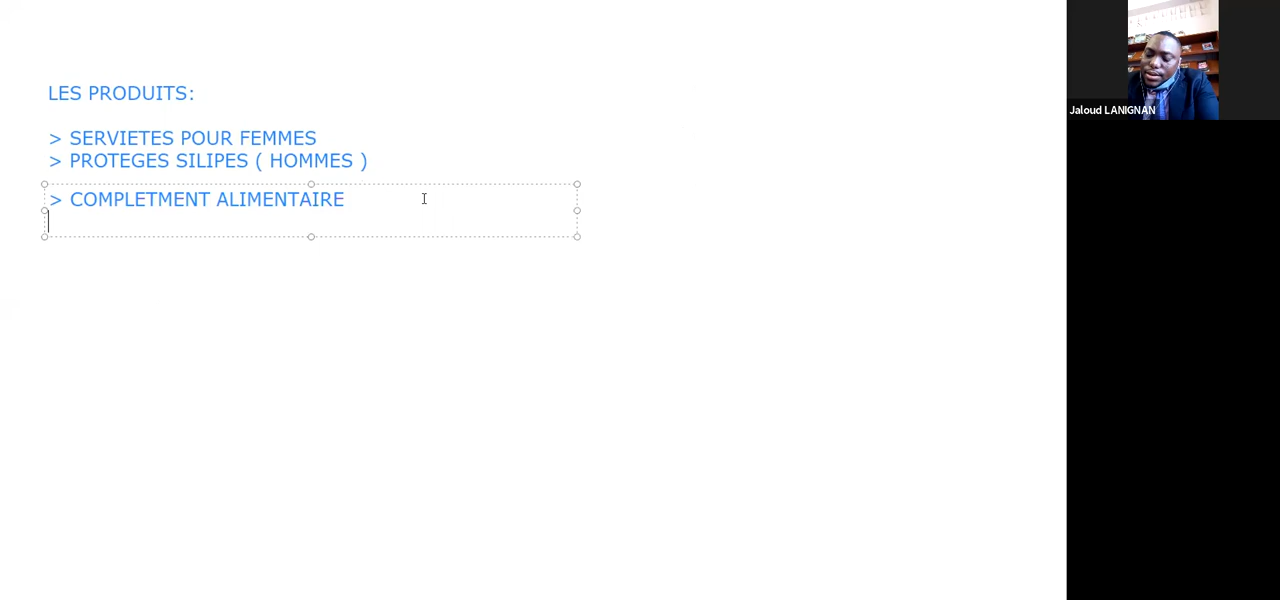 LES PRODUITS:
> SERVIETES POUR FEMMES
> PROTEGES SILIPES ( HOMMES )
> COMPLETMENT ALIMENTAIRE
Jaloud LANIGNAN